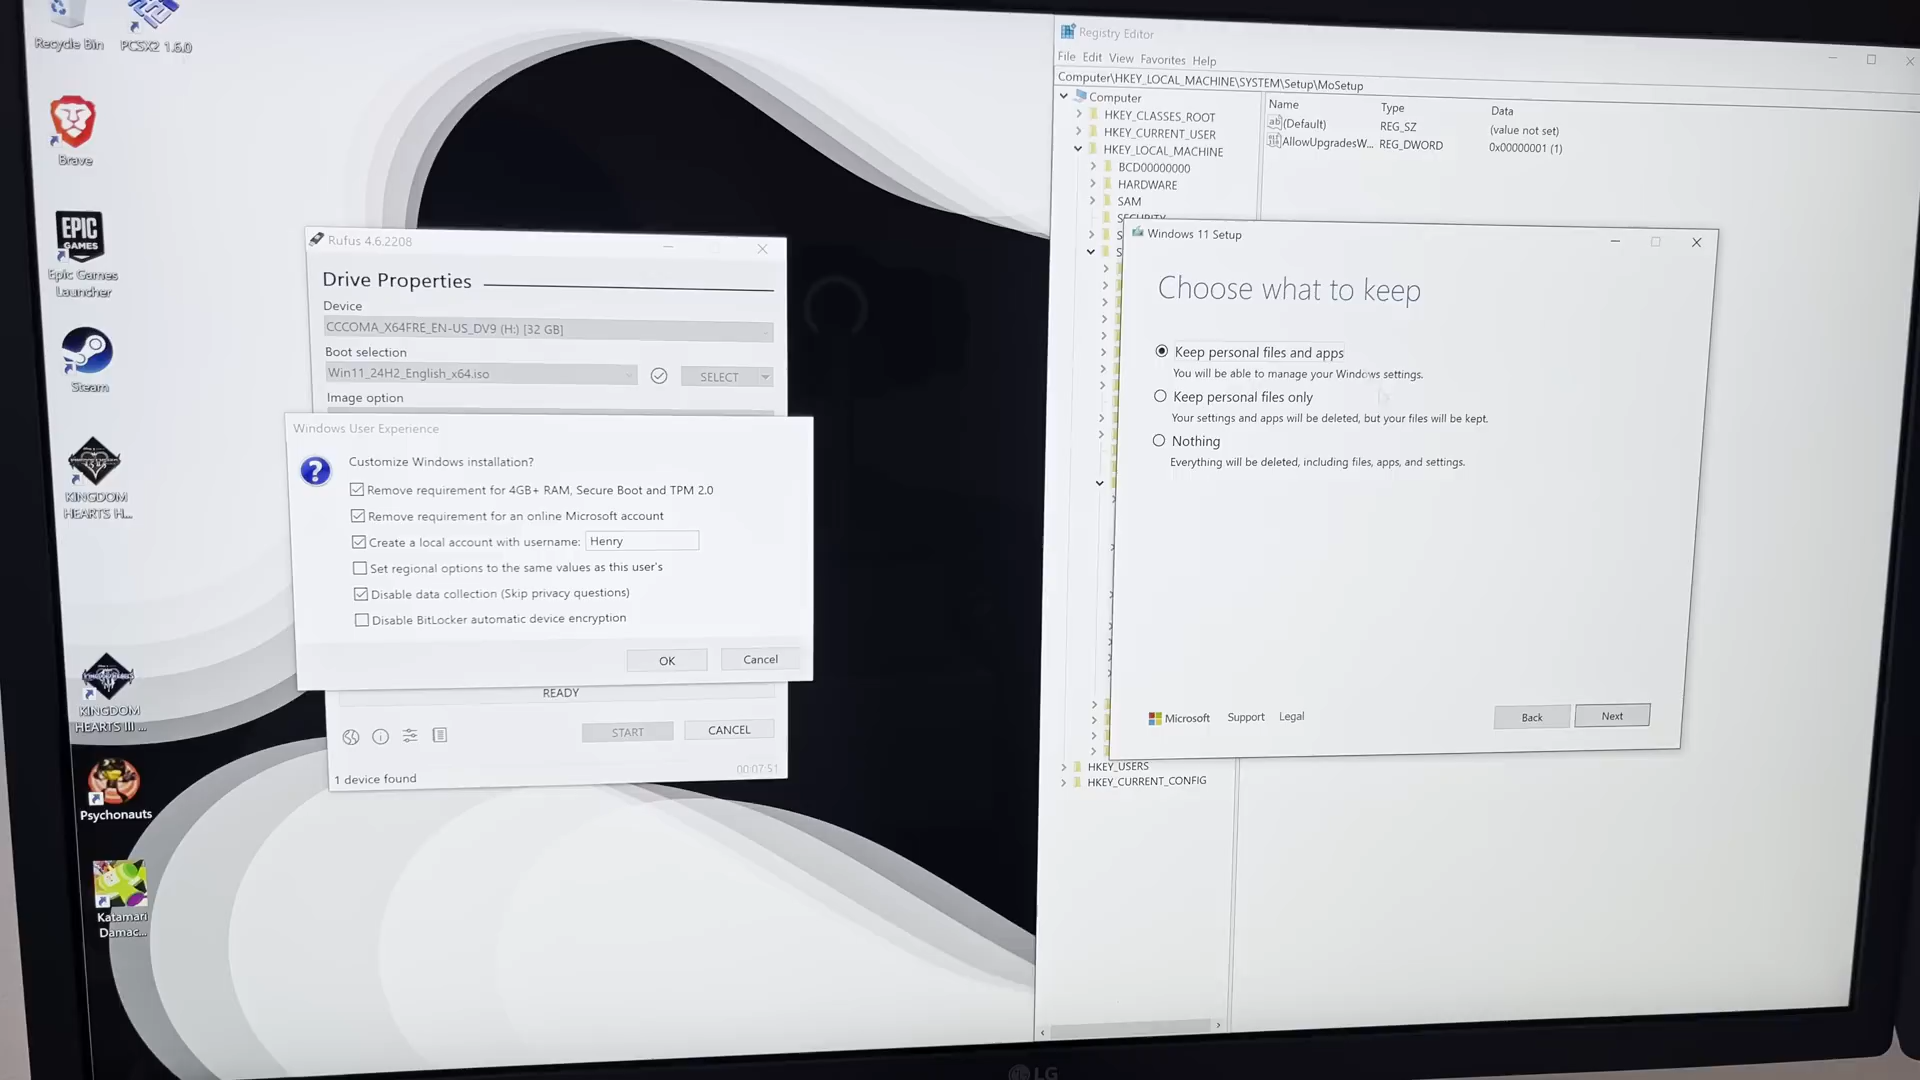 Recycle Bin
PCSX2 1.6.0
Brave
EPIC
GAMES
Epic Games
Launcher
Steam
KINGDOM
HEARTS H...
KINGDOM
HEARTS III ...
Psychonauts
Katamari
Damac...
Rufus 4.6.2208
Drive Properties
Device
CCCOMA_X64FRE_EN-US_DV9 (H:) [32 GB]
Boot selection
Win11_24H2_English_x64.iso
SELECT
Image option
Windows User Experience
Customize Windows installation?
Remove requirement for 4GB+ RAM, Secure Boot and TPM 2.0
Remove requirement for an online Microsoft account
Create a local account with username: Henry
Set regional options to the same values as this user's
Disable data collection (Skip privacy questions)
Disable BitLocker automatic device encryption
OK Cancel
READY
START CANCEL
1 device found 00:07:51
Registry Editor
File Edit View Favorites Help
Computer\HKEY_LOCAL_MACHINE\SYSTEM\Setup\MoSetup
Computer
HKEY_CLASSES_ROOT
HKEY_CURRENT_USER
HKEY_LOCAL_MACHINE
BCD00000000
HARDWARE
SAM
SECURITY
HKEY_USERS
HKEY_CURRENT_CONFIG
Name Type Data
(Default) REG_SZ (value not set)
AllowUpgradesW... REG_DWORD 0x00000001 (1)
Windows 11 Setup
Choose what to keep
Keep personal files and apps
You will be able to manage your Windows settings.
Keep personal files only
Your settings and apps will be deleted, but your files will be kept.
Nothing
Everything will be deleted, including files, apps, and settings.
Microsoft Support Legal
Back Next
LG